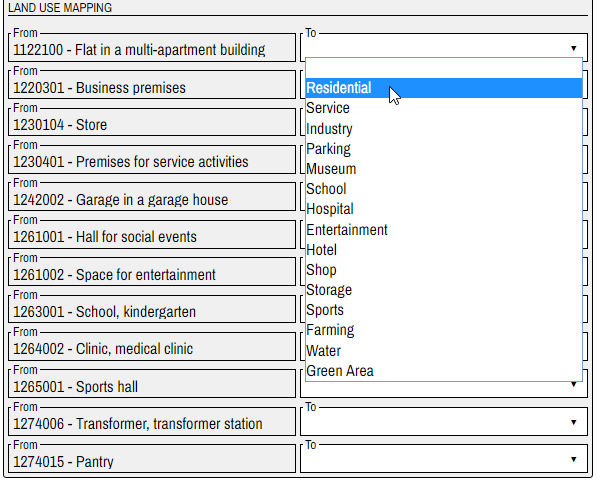 LAND USE MAPPING
From
To
1122100 - Flat in a multi-apartment building
From
1220301 - Business premises
Residential
From
Service
1230104 - Store
Industry
From
Parking
1230401 - Premises for service activities
Museum
From
School
1242002 - Garage in a garage house
Hospital
From
Entertainment
1261001 - Hall for social events
Hotel
From
Shop
1261002 - Space for entertainment
Storage
From
Sports
1263001 - School, kindergarten
Farming
From
Water
1264002 - Clinic, medical clinic
Green Area
From
1265001 - Sports hall
From
To
1274006 - Transformer, transformer station
From
To
1274015 - Pantry